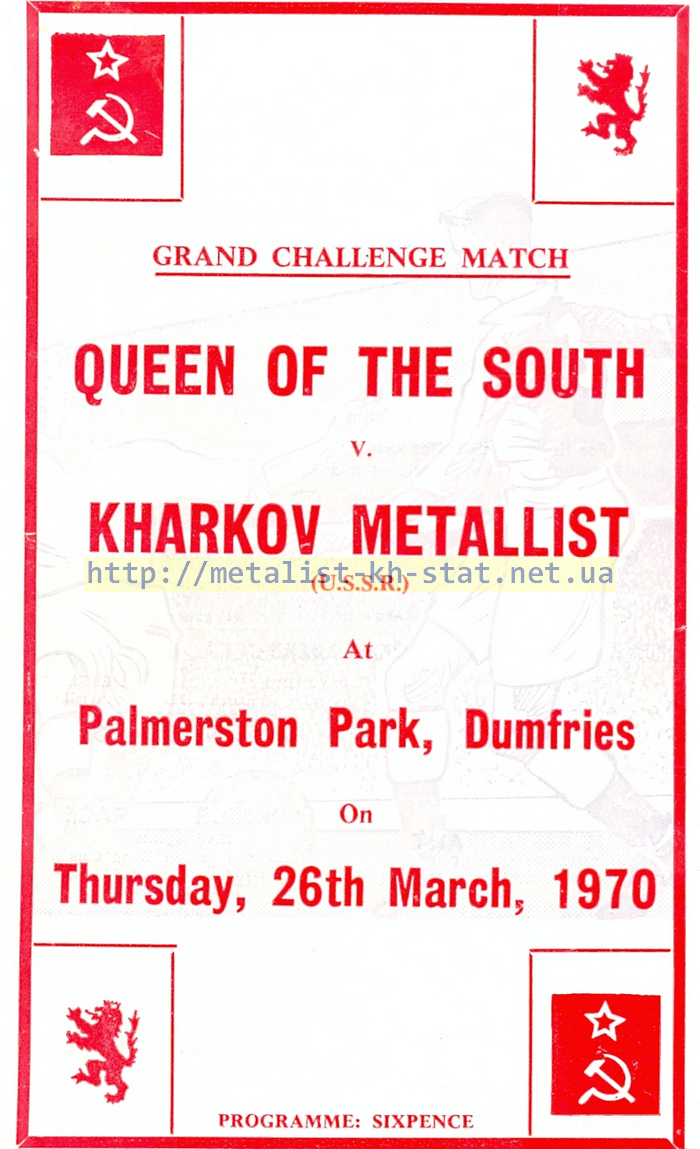 GRAND CHALLENGE MATCH
QUEEN OF THE SOUTH
v.
KHARKOV METALLIST
http://metalist-kh-stat.net.ua
(U.S.S.R.)
At
Palmerston Park, Dumfries
On
Thursday, 26th March, 1970
PROGRAMME: SIXPENCE